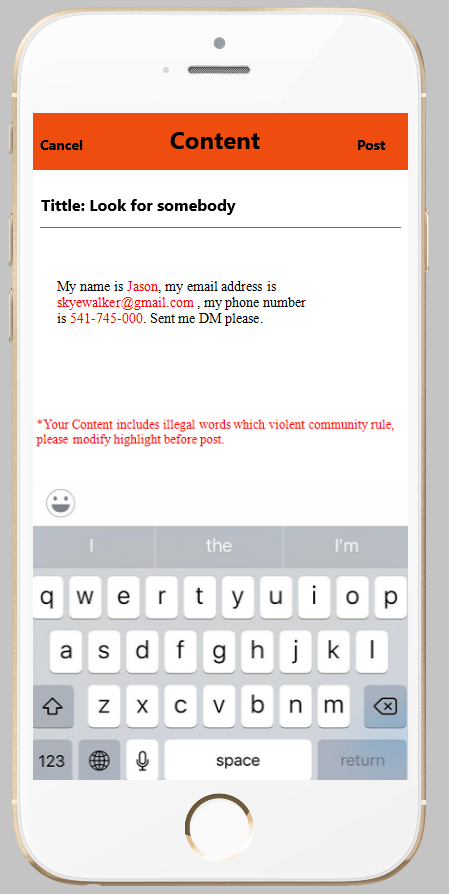 Cancel Content Post
Tittle: Look for somebody
My name is Jason, my email address is
skyewalker@gmail.com , my phone number
is 541-745-000. Sent me DM please.
*Your Content includes illegal words which violent community rule,
please modify highlight before post.
I the I'm
q w e r t y u i o p
a s d f g h j k l
z x c v b n m
123 space return